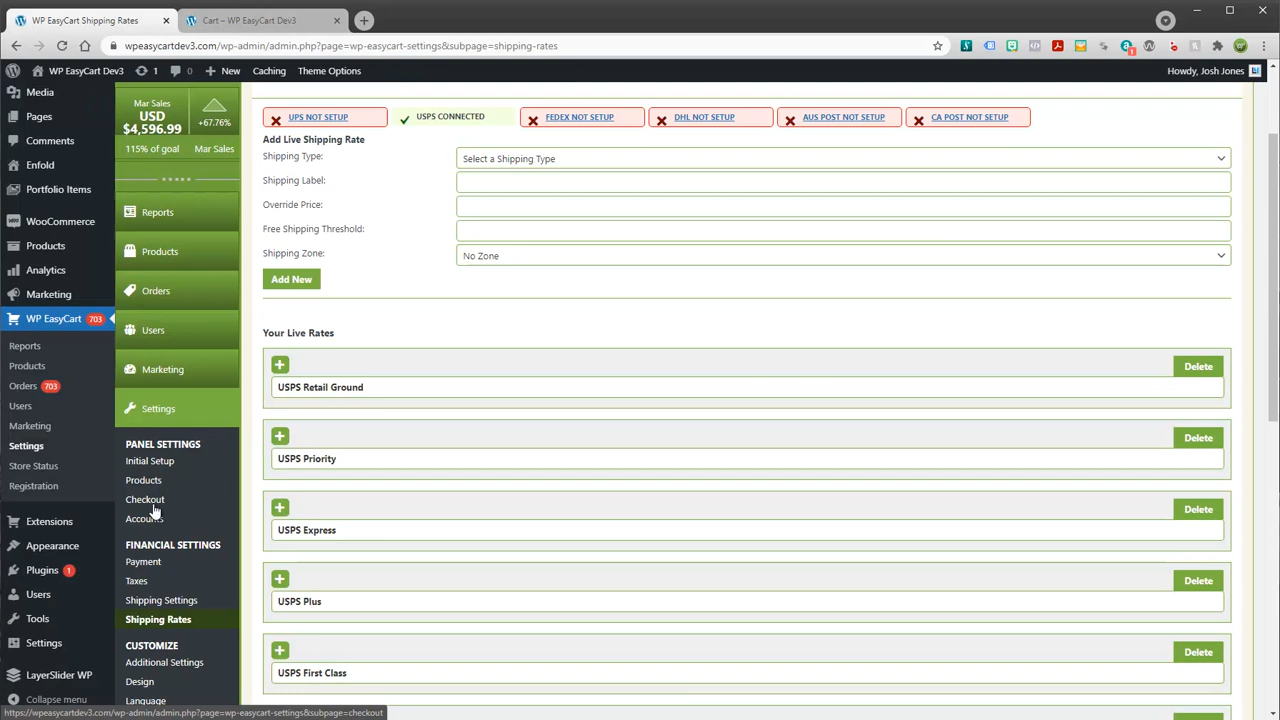 WP EasyCart Shipping Rates
Cart – WP EasyCart Dev3
wpeasycartdev3.com/wp-admin/admin.php?page=wp-easycart-settings&subpage=shipping-rates
WP EasyCart Dev3
1
0
New
Caching
Theme Options
Howdy, Josh Jones
Media
Pages
Comments
Enfold
Portfolio Items
WooCommerce
Products
Analytics
Marketing
WP EasyCart 703
Reports
Products
Orders 703
Users
Marketing
Settings
Store Status
Registration
Extensions
Appearance
Plugins 1
Users
Tools
Settings
LayerSlider WP
Collapse menu
Mar Sales
USD
$4,596.99
+67.76%
115% of goal
Mar Sales
Reports
Products
Orders
Users
Marketing
Settings
PANEL SETTINGS
Initial Setup
Products
Checkout
Accounts
FINANCIAL SETTINGS
Payment
Taxes
Shipping Settings
Shipping Rates
CUSTOMIZE
Additional Settings
Design
Language
UPS NOT SETUP
USPS CONNECTED
FEDEX NOT SETUP
DHL NOT SETUP
AUS POST NOT SETUP
CA POST NOT SETUP
Add Live Shipping Rate
Shipping Type:
Select a Shipping Type
Shipping Label:
Override Price:
Free Shipping Threshold:
Shipping Zone:
No Zone
Add New
Your Live Rates
Delete
USPS Retail Ground
Delete
USPS Priority
Delete
USPS Express
Delete
USPS Plus
Delete
USPS First Class
https://wpeasycartdev3.com/wp-admin/admin.php?page=wp-easycart-settings&subpage=checkout